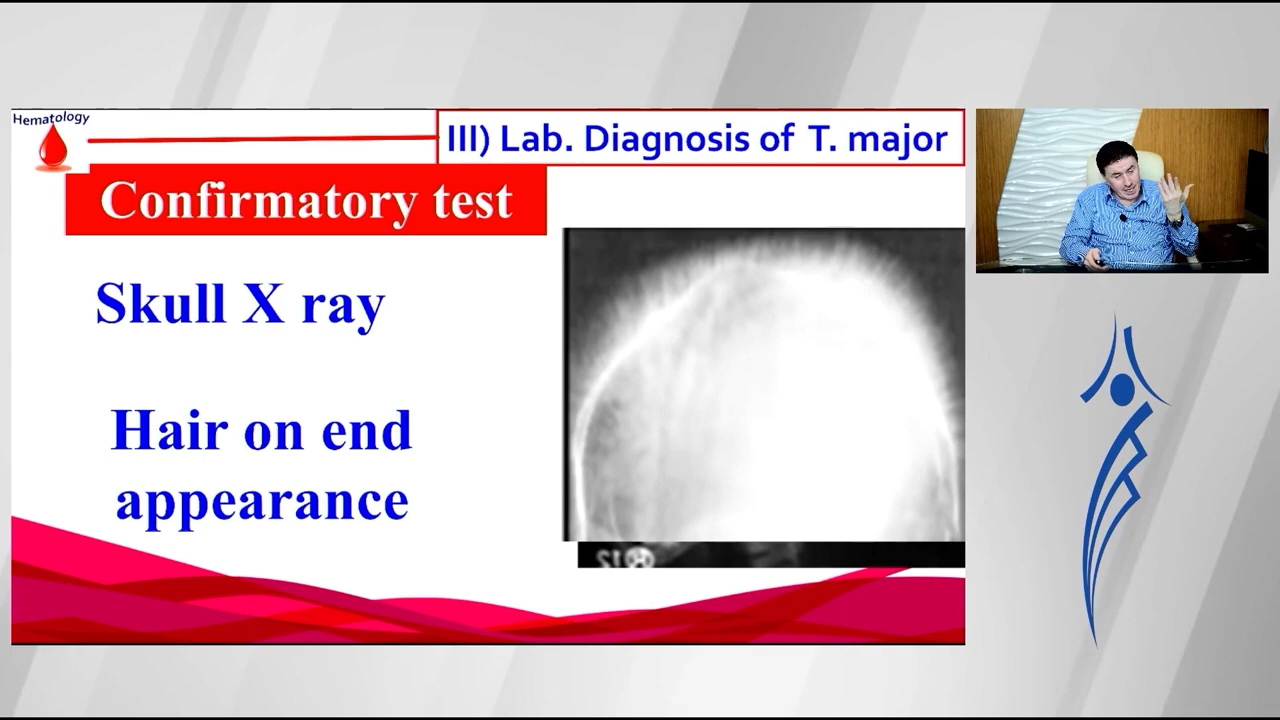 Hematology
III) Lab. Diagnosis of T. major
Confirmatory test
Skull X ray
Hair on end
appearance